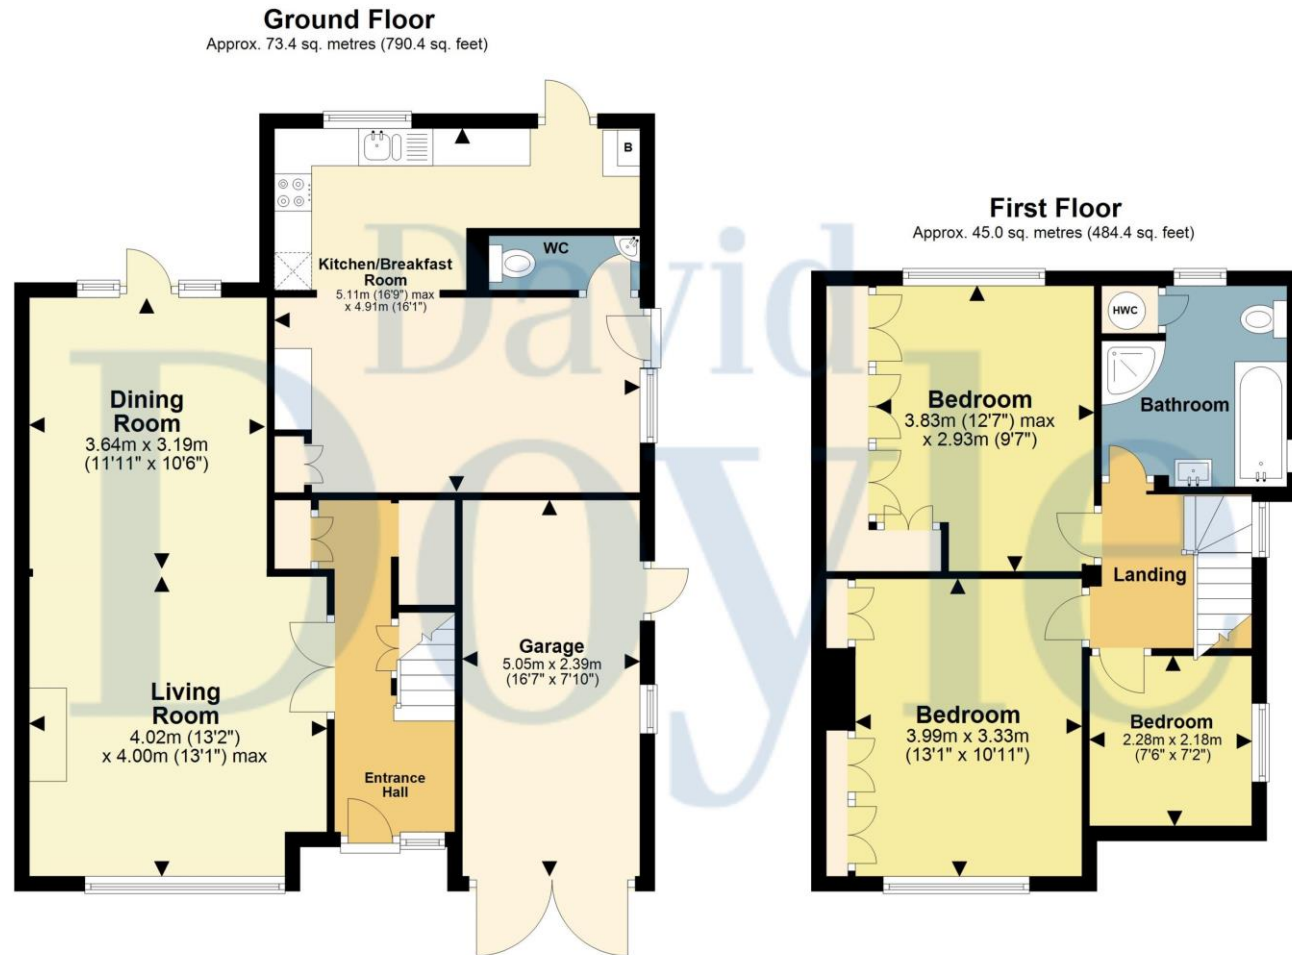 Ground Floor
Approx. 73.4 sq. metres (790.4 sq. feet)
B
WC
Kitchen/Breakfast
Room
5.11m (16'9") max
x 4.91m (16'1")
Dining
Room
3.64m x 3.19m
(11'11" x 10'6")
Living
Room
4.02m (13'2")
x 4.00m (13'1") max
Entrance
Hall
Garage
5.05m x 2.39m
(16'7" x 7'10")
First Floor
Approx. 45.0 sq. metres (484.4 sq. feet)
HWC
Bedroom
3.83m (12'7") max
x 2.93m (9'7")
Bathroom
Landing
Bedroom
3.99m x 3.33m
(13'1" x 10'11")
Bedroom
2.28m x 2.18m
(7'6" x 7'2")
David
Doyle